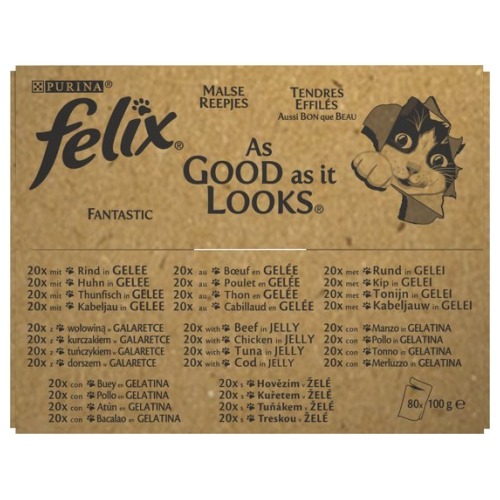 PURINA®
felix®
MALSE
REEPJES
TENDRES
EFFILÉS
AUSSI BON QUE BEAU
As
GOOD as it
LOOKS®
FANTASTIC
20x mit Rind in GELEE
20x mit Huhn in GELEE
20x mit Thunfisch in GELEE
20x mit Kabeljau in GELEE
20x au Bœuf en GELÉE
20x au Poulet en GELÉE
20x au Thon en GELÉE
20x au Cabillaud en GELÉE
20x met Rund in GELEI
20x met Kip in GELEI
20x met Tonijn in GELEI
20x met Kabeljauw in GELEI
20x z wołowiną w GALARETCE
20x z kurczakiem w GALARETCE
20x z tuńczykiem w GALARETCE
20x z dorszem w GALARETCE
20x with Beef in JELLY
20x with Chicken in JELLY
20x with Tuna in JELLY
20x with Cod in JELLY
20x con Manzo in GELATINA
20x con Pollo in GELATINA
20x con Tonno in GELATINA
20x con Merluzzo in GELATINA
20x con Buey en GELATINA
20x con Pollo en GELATINA
20x con Atún en GELATINA
20x con Bacalao en GELATINA
20x s Hovězím v ŽELÉ
20x s Kuřetem v ŽELÉ
20x s Tuňákem v ŽELÉ
20x s Treskou v ŽELÉ
80x 100 g ℮